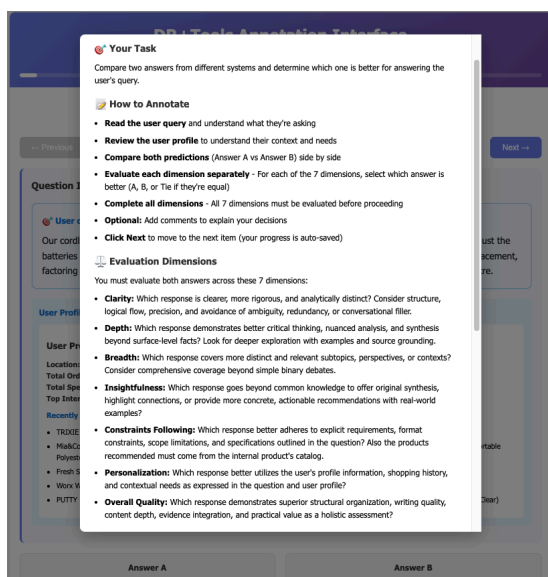 DR+Tools Annotation Interface
🎯 Your Task
Compare two answers from different systems and determine which one is better for answering the
user's query.
📝 How to Annotate
• Read the user query and understand what they're asking
• Review the user profile to understand their context and needs
• Compare both predictions (Answer A vs Answer B) side by side
• Evaluate each dimension separately - For each of the 7 dimensions, select which answer is
better (A, B, or Tie if they're equal)
• Complete all dimensions - All 7 dimensions must be evaluated before proceeding
• Optional: Add comments to explain your decisions
• Click Next to move to the next item (your progress is auto-saved)
⚖️ Evaluation Dimensions
You must evaluate both answers across these 7 dimensions:
• Clarity: Which response is clearer, more rigorous, and analytically distinct? Consider structure,
logical flow, precision, and avoidance of ambiguity, redundancy, or conversational filler.
• Depth: Which response demonstrates better critical thinking, nuanced analysis, and synthesis
beyond surface-level facts? Look for deeper exploration with examples and source grounding.
• Breadth: Which response covers more distinct and relevant subtopics, perspectives, or contexts?
Consider comprehensive coverage beyond simple binary debates.
• Insightfulness: Which response goes beyond common knowledge to offer original synthesis,
highlight connections, or provide more concrete, actionable recommendations with real-world
examples?
• Constraints Following: Which response better adheres to explicit requirements, format
constraints, scope limitations, and specifications outlined in the question? Also the products
recommended must come from the internal product's catalog.
• Personalization: Which response better utilizes the user's profile information, shopping history,
and contextual needs as expressed in the question and user profile?
• Overall Quality: Which response demonstrates superior structural organization, writing quality,
content depth, evidence integration, and practical value as a holistic assessment?
← Previous
Next →
Question
User
Our
ust the
batteries
acement,
factoring
User Profil
User Pr
Location:
Total Ord
Total Spe
Top Inter
Recently
• TRIXIE
• Mia&Co
rtable
Polyest
• Fresh S
• Worx W
• PUTTY
Gear)
Answer A
Answer B